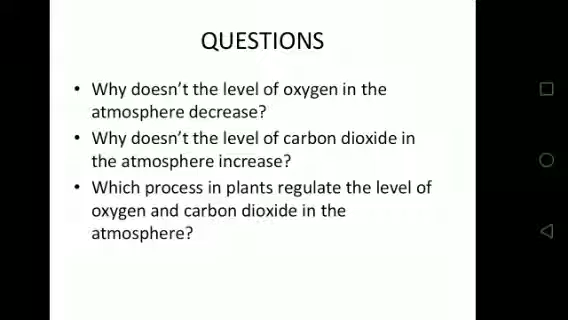 QUESTIONS
• Why doesn't the level of oxygen in the
atmosphere decrease?
• Why doesn't the level of carbon dioxide in
the atmosphere increase?
• Which process in plants regulate the level of
oxygen and carbon dioxide in the
atmosphere?